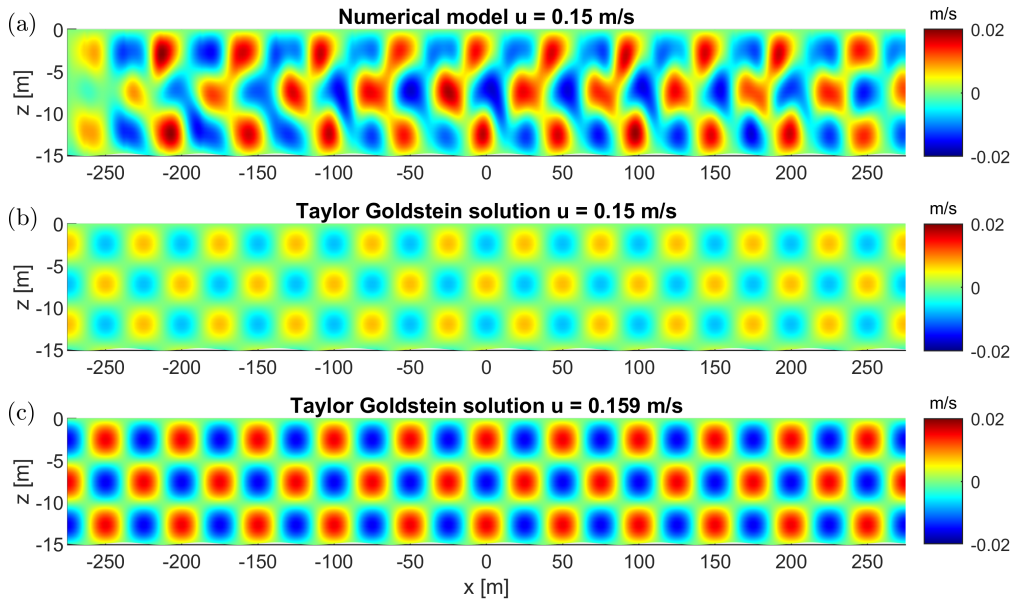 (a)
Numerical model u = 0.15 m/s
m/s
z [m]
0
-5
-10
-15
0.02
0
-0.02
-250 -200 -150 -100 -50 0 50 100 150 200 250
(b)
Taylor Goldstein solution u = 0.15 m/s
m/s
z [m]
0
-5
-10
-15
0.02
0
-0.02
-250 -200 -150 -100 -50 0 50 100 150 200 250
(c)
Taylor Goldstein solution u = 0.159 m/s
m/s
z [m]
0
-5
-10
-15
0.02
0
-0.02
-250 -200 -150 -100 -50 0 50 100 150 200 250
x [m]